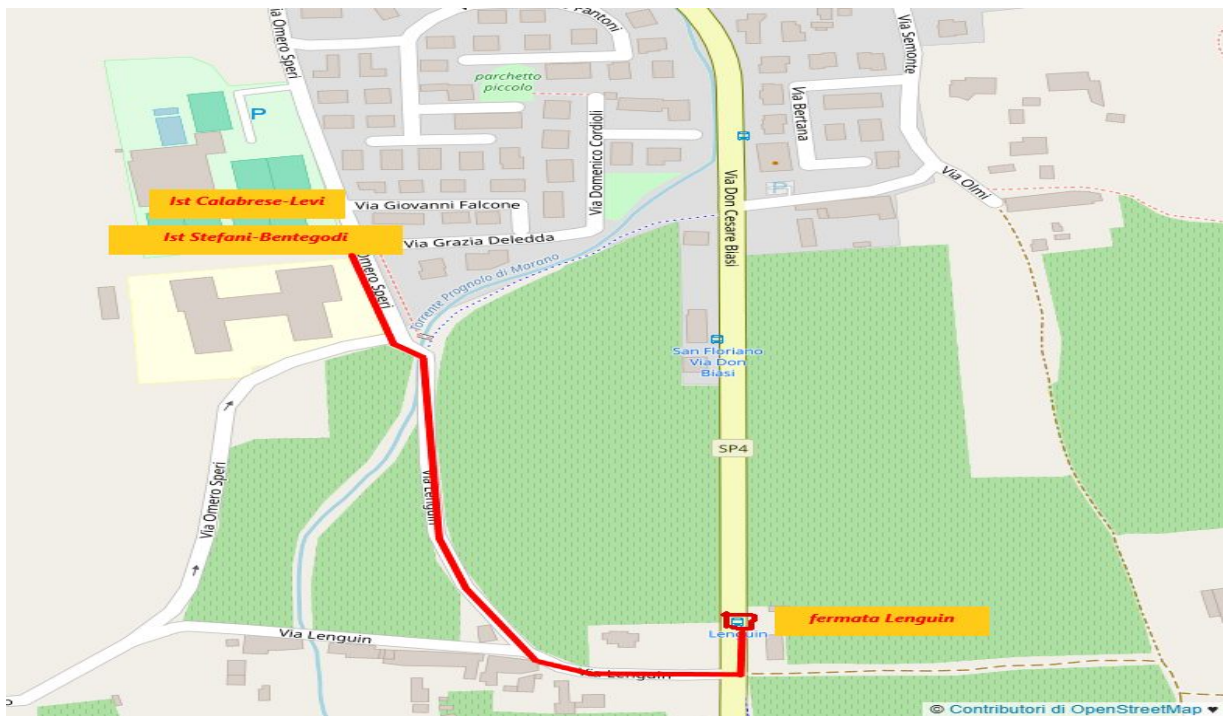 Via Omero Speri
Fantoni
Via Semonte
parchetto
piccolo
P
Via Bertana
Via Domenico Cordioli
Via Olmi
P
Ist Calabrese-Levi
Via Giovanni Falcone
Via Don Cesare Biasi
Ist Stefani-Bentegodi
Via Grazia Deledda
Omero Speri
Torrente Prognolo di Marano
San Floriano
Via Don
Biasi
SP4
Via Omero Speri
Via Lenguin
fermata Lenguin
Lenguin
Via Lenguin
Via Lenguin
© Contributori di OpenStreetMap ♥